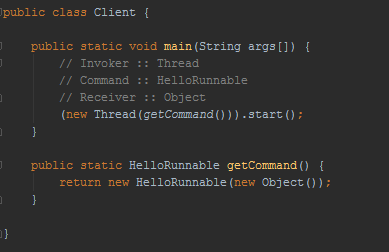 public class Client {
public static void main(String args[]) {
// Invoker :: Thread
// Command :: HelloRunnable
// Receiver :: Object
(new Thread(getCommand())).start();
}
public static HelloRunnable getCommand() {
return new HelloRunnable(new Object());
}
}